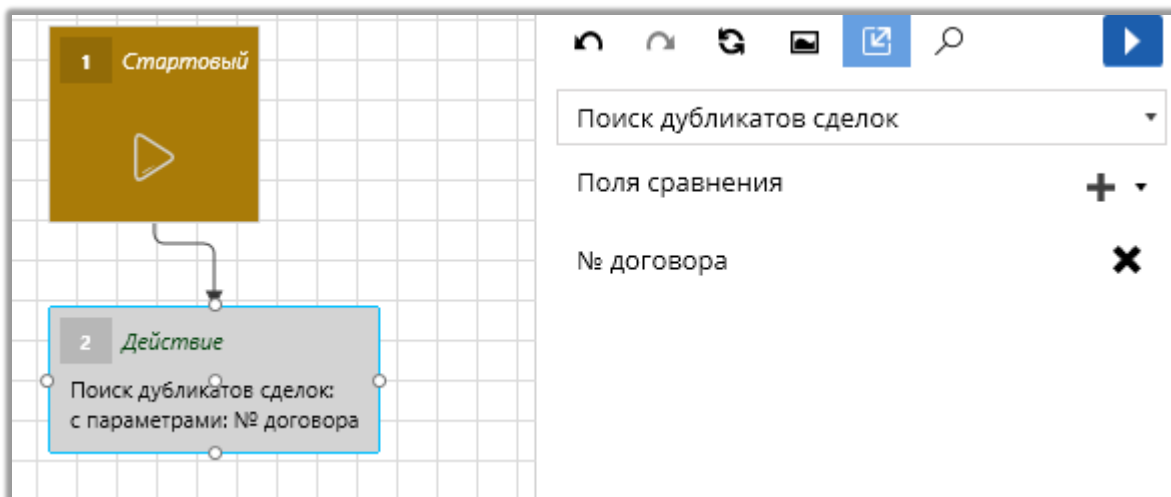 1 Стартовый
2 Действие
Поиск дубликатов сделок:
с параметрами: № договора
Поиск дубликатов сделок
Поля сравнения
№ договора